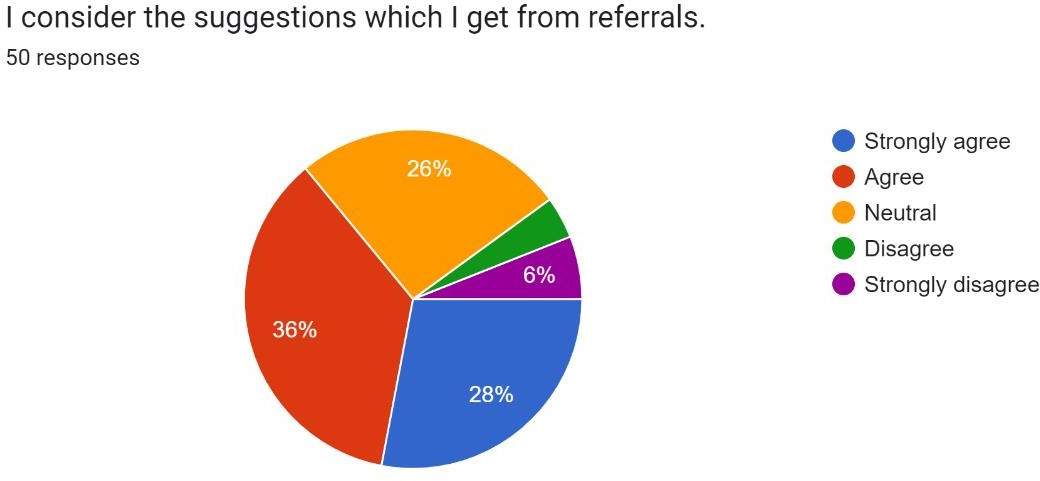 I consider the suggestions which I get from referrals.
50 responses
26%
36%
6%
28%
Strongly agree
Agree
Neutral
Disagree
Strongly disagree